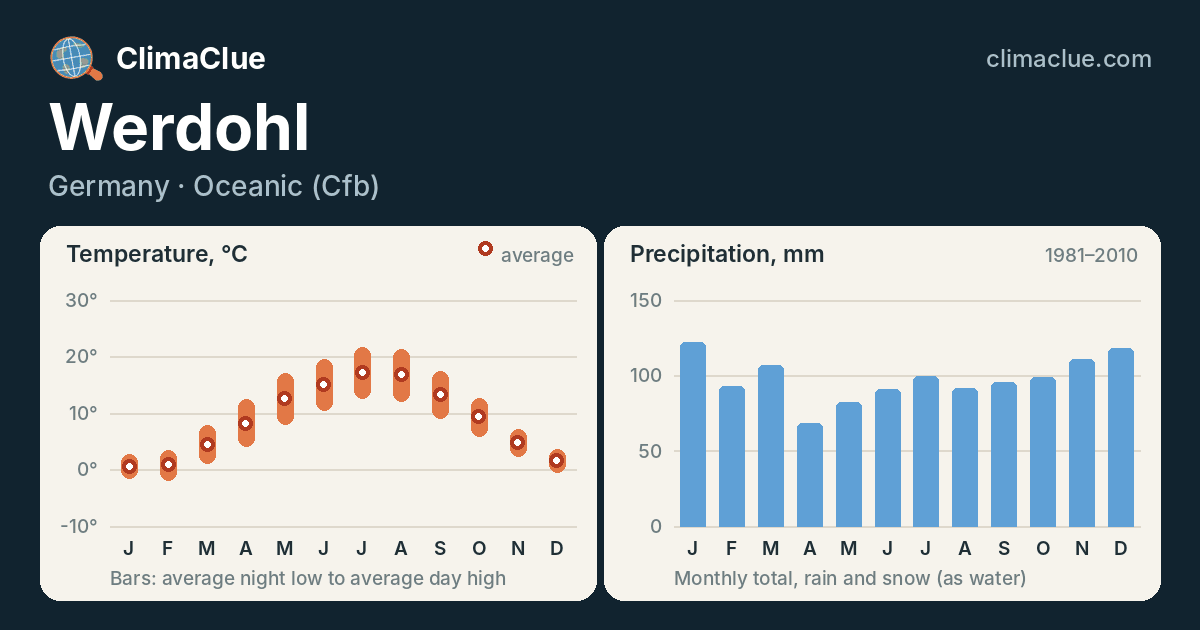 ClimaClue
climaclue.com
Werdohl
Germany · Oceanic (Cfb)
Temperature, °C
average
30°
20°
10°
0°
-10°
J F M A M J J A S O N D
Bars: average night low to average day high
Precipitation, mm
1981–2010
150
100
50
0
J F M A M J J A S O N D
Monthly total, rain and snow (as water)